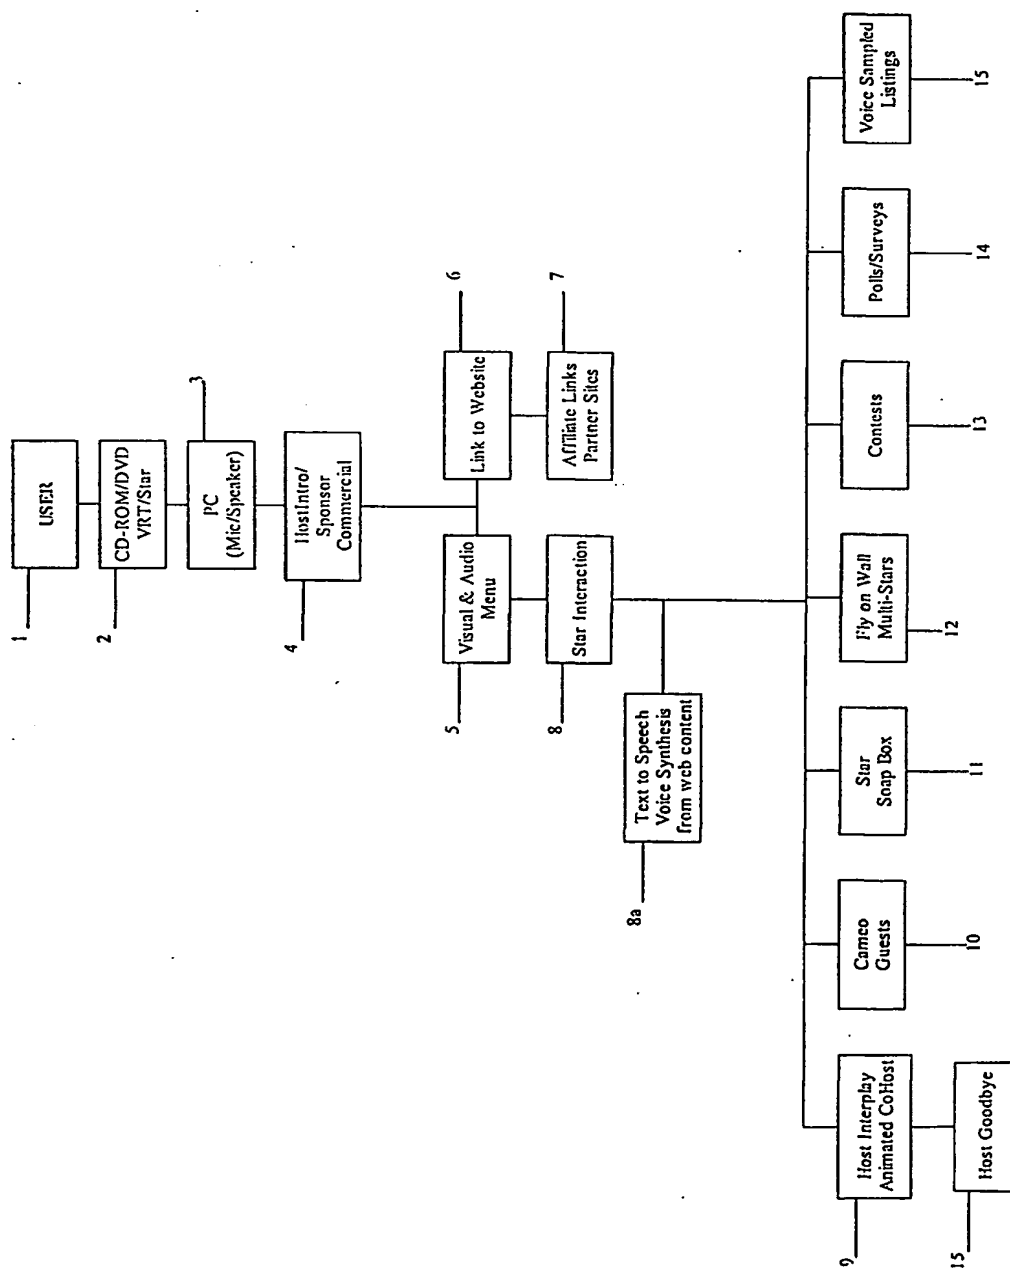 1
USER
2
CD-ROM/DVD
VRT/Star
3
PC
(Mic/Speaker)
4
HostIntro/
Sponsor
Commercial
5
Visual & Audio
Menu
6
Link to Website
7
Affiliate Links
Partner Sites
8
Star Interaction
8a
Text to Speech
Voice Synthesis
from web content
9
Host Interplay
Animated CoHost
15
Host Goodbye
Cameo
Guests
10
Star
Soap Box
11
Fly on Wall
Multi-Stars
12
Contests
13
Polls/Surveys
14
Voice Sampled
Listings
15